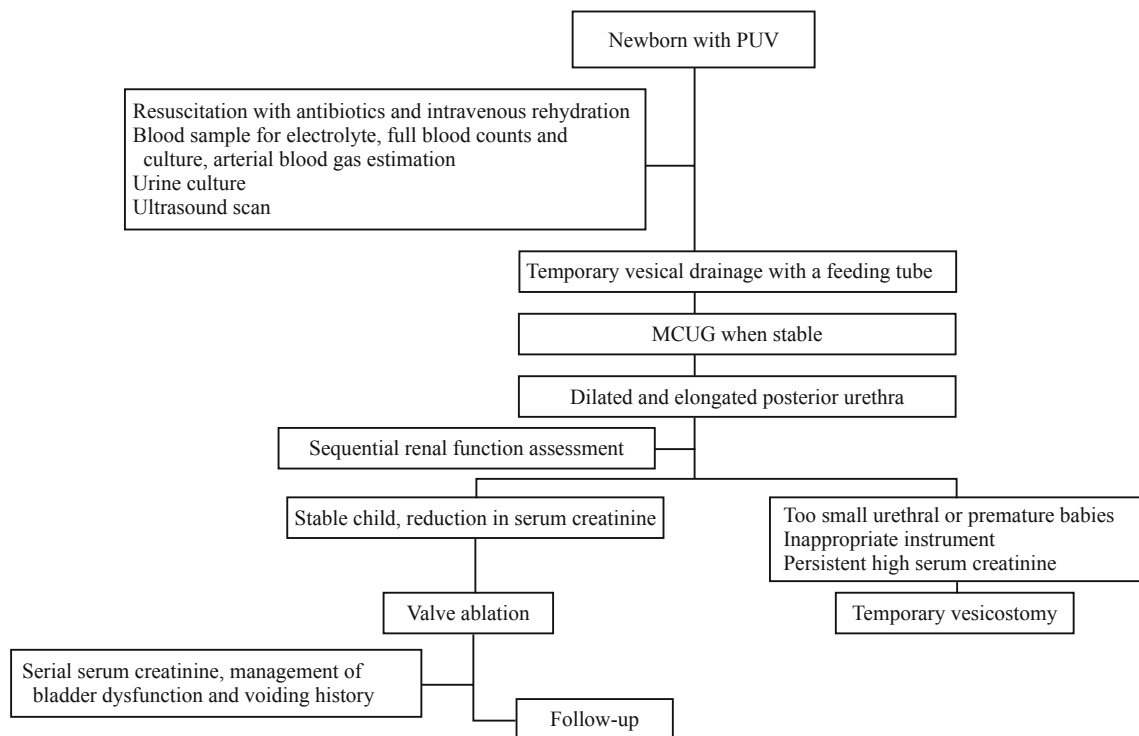 Newborn with PUV
Resuscitation with antibiotics and intravenous rehydration
Blood sample for electrolyte, full blood counts and
culture, arterial blood gas estimation
Urine culture
Ultrasound scan
Temporary vesical drainage with a feeding tube
MCUG when stable
Dilated and elongated posterior urethra
Sequential renal function assessment
Stable child, reduction in serum creatinine
Too small urethral or premature babies
Inappropriate instrument
Persistent high serum creatinine
Valve ablation
Temporary vesicostomy
Serial serum creatinine, management of
bladder dysfunction and voiding history
Follow-up